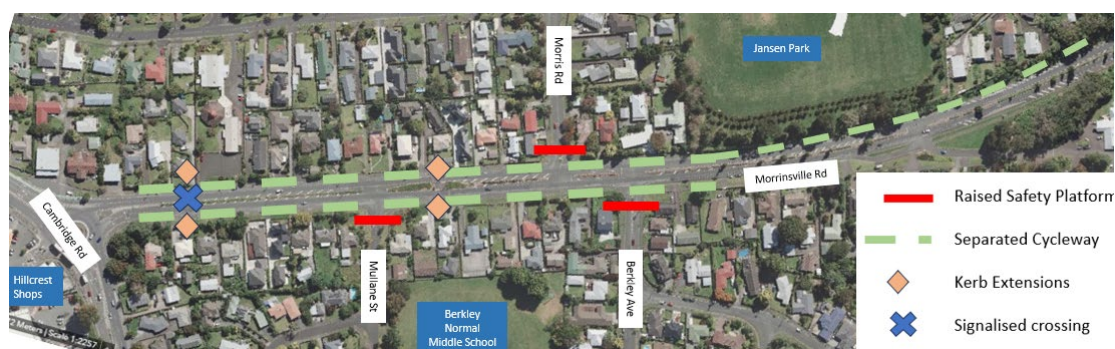 Jansen Park
Morris Rd
Morrinsville Rd
Cambridge Rd
Hillcrest
Shops
Mullane St
Berkley
Normal
Middle School
Berkley Ave
2 Meters | Scale 1:2257
Raised Safety Platform
Separated Cycleway
Kerb Extensions
Signalised crossing